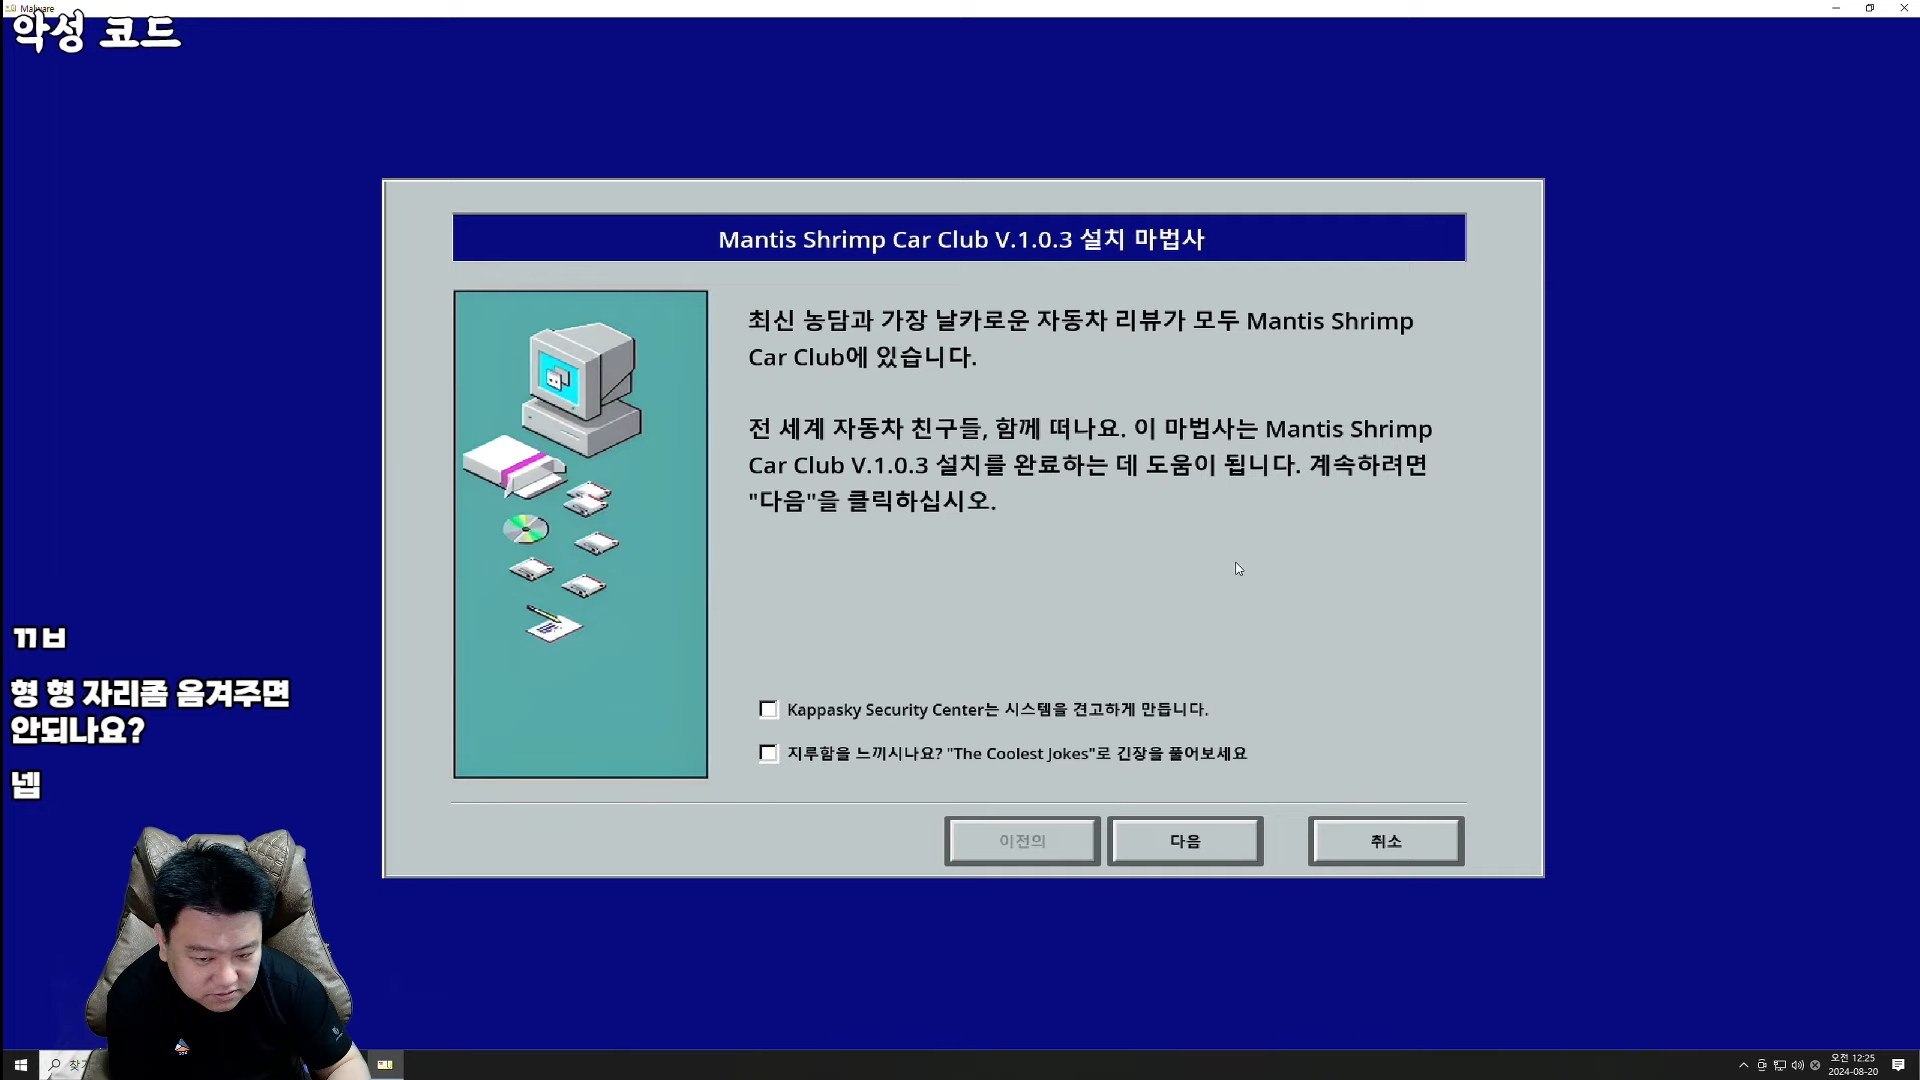 Malware
악성 코드
Mantis Shrimp Car Club V.1.0.3 설치 마법사
최신 농담과 가장 날카로운 자동차 리뷰가 모두 Mantis Shrimp
Car Club에 있습니다.
전 세계 자동차 친구들, 함께 떠나요. 이 마법사는 Mantis Shrimp
Car Club V.1.0.3 설치를 완료하는 데 도움이 됩니다. 계속하려면
"다음"을 클릭하십시오.
ㄲㅂ
형 형 자리좀 옴겨주면
안되나요?
넵
Kappasky Security Center는 시스템을 견고하게 만듭니다.
지루함을 느끼시나요? "The Coolest Jokes"로 긴장을 풀어보세요
이전의
다음
취소
오전 12:25
2024-08-20